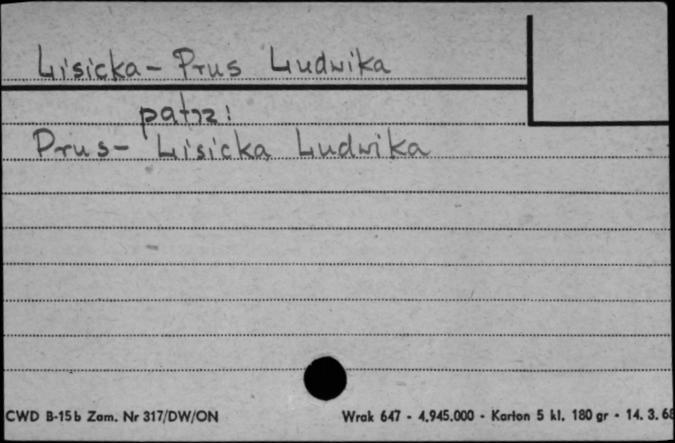 Lisicka - Prus Ludwika
patrz:
Prus - Lisicka Ludwika
CWD B-15b Zam. Nr 317/DW/ON
Wrak 647 - 4.945.000 - Karton 5 kl. 180 gr - 14. 3. 68